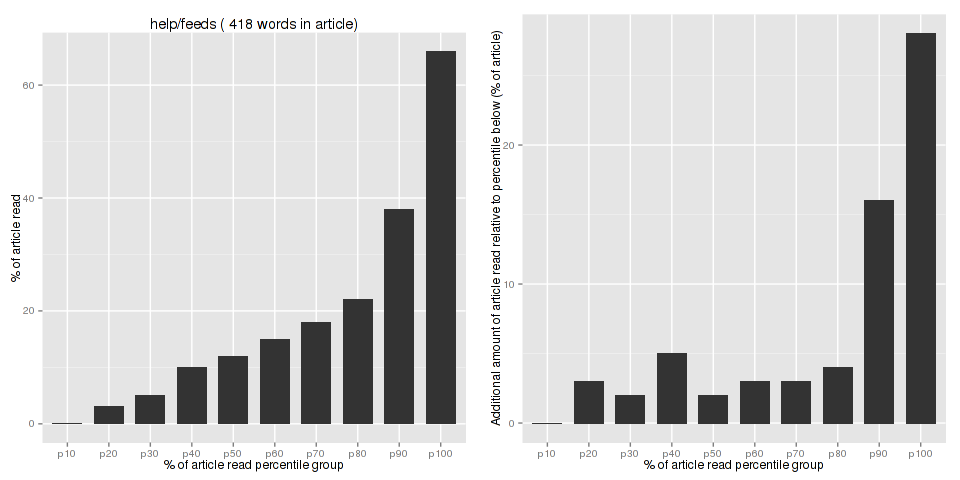 help/feeds ( 418 words in article)
% of article read
60
40
20
0
p10 p20 p30 p40 p50 p60 p70 p80 p90 p100
% of article read percentile group
Additional amount of article read relative to percentile below (% of article)
20
10
0
p10 p20 p30 p40 p50 p60 p70 p80 p90 p100
% of article read percentile group